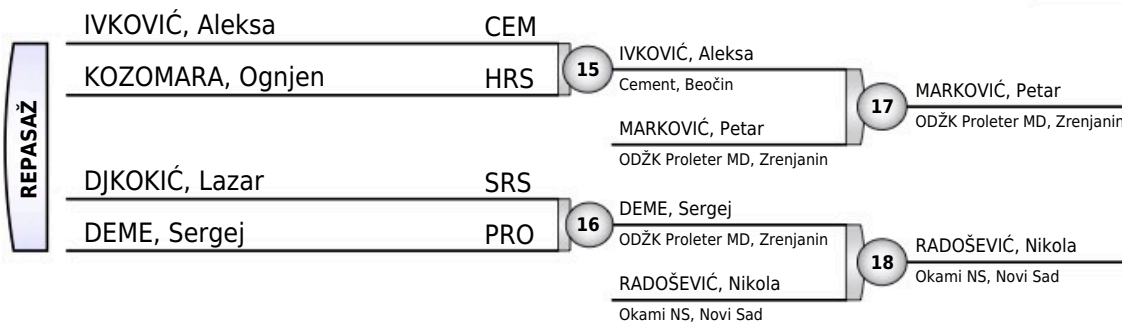 REPASAŽ
IVKOVIĆ, Aleksa CEM
KOZOMARA, Ognjen HRS
DJKOKIĆ, Lazar SRS
DEME, Sergej PRO
15
IVKOVIĆ, Aleksa
Cement, Beočin
MARKOVIĆ, Petar
ODŽK Proleter MD, Zrenjanin
16
DEME, Sergej
ODŽK Proleter MD, Zrenjanin
RADOŠEVIĆ, Nikola
Okami NS, Novi Sad
17
MARKOVIĆ, Petar
ODŽK Proleter MD, Zrenjanin
18
RADOŠEVIĆ, Nikola
Okami NS, Novi Sad